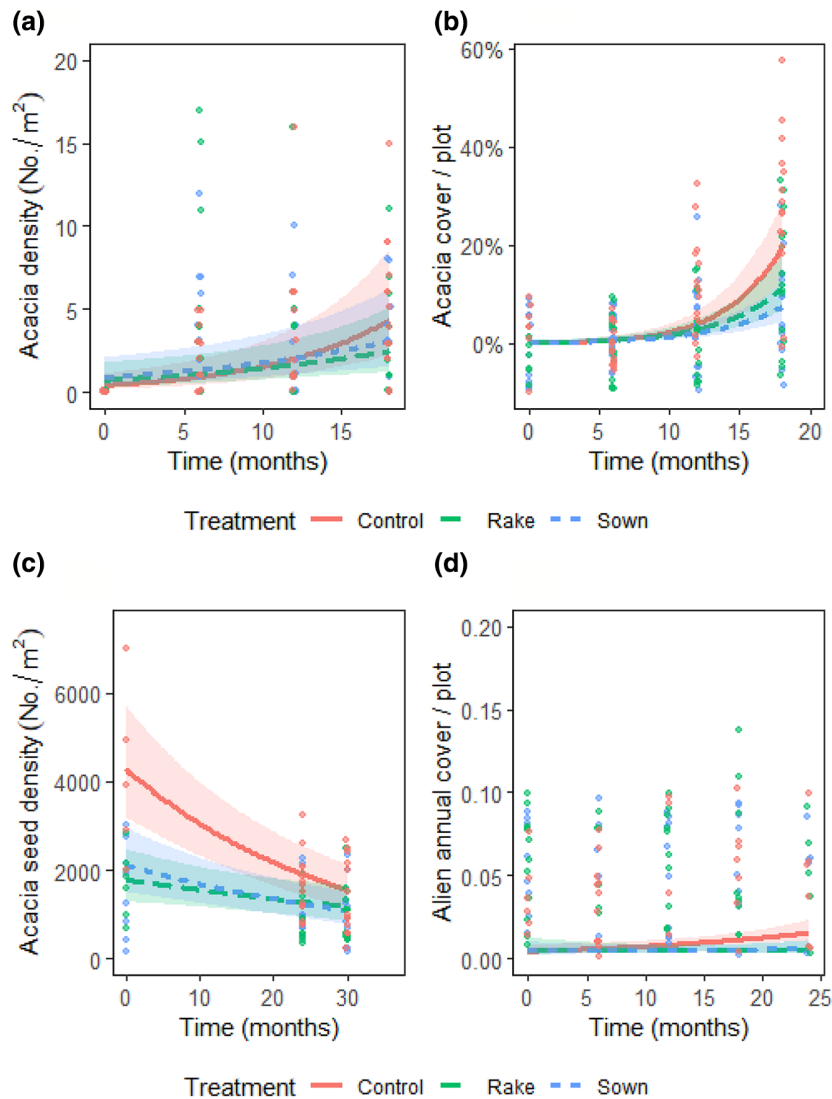 (a)
(b)
Acacia density (No./m²)
20
15
10
5
0
0 5 10 15
Time (months)
Acacia cover / plot
60%
40%
20%
0%
0 5 10 15 20
Time (months)
Treatment Control Rake Sown
(c)
(d)
Acacia seed density (No./m²)
6000
4000
2000
0
0 10 20 30
Time (months)
Alien annual cover / plot
0.20
0.15
0.10
0.05
0.00
0 5 10 15 20 25
Time (months)
Treatment Control Rake Sown